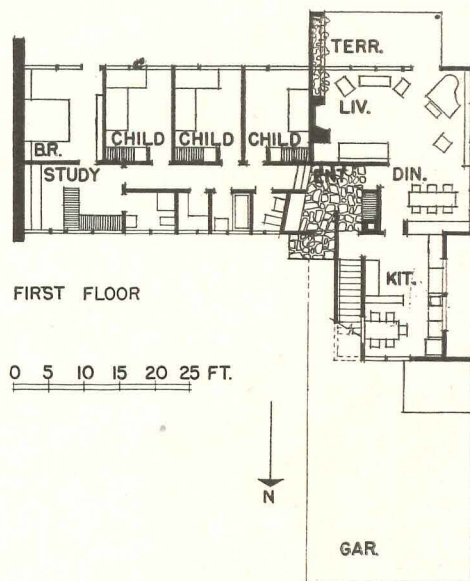 TERR.
LIV.
CHILD CHILD CHILD
B.R.
STUDY
ENT.
DIN.
KIT.
FIRST FLOOR
0 5 10 15 20 25 FT.
N
GAR.